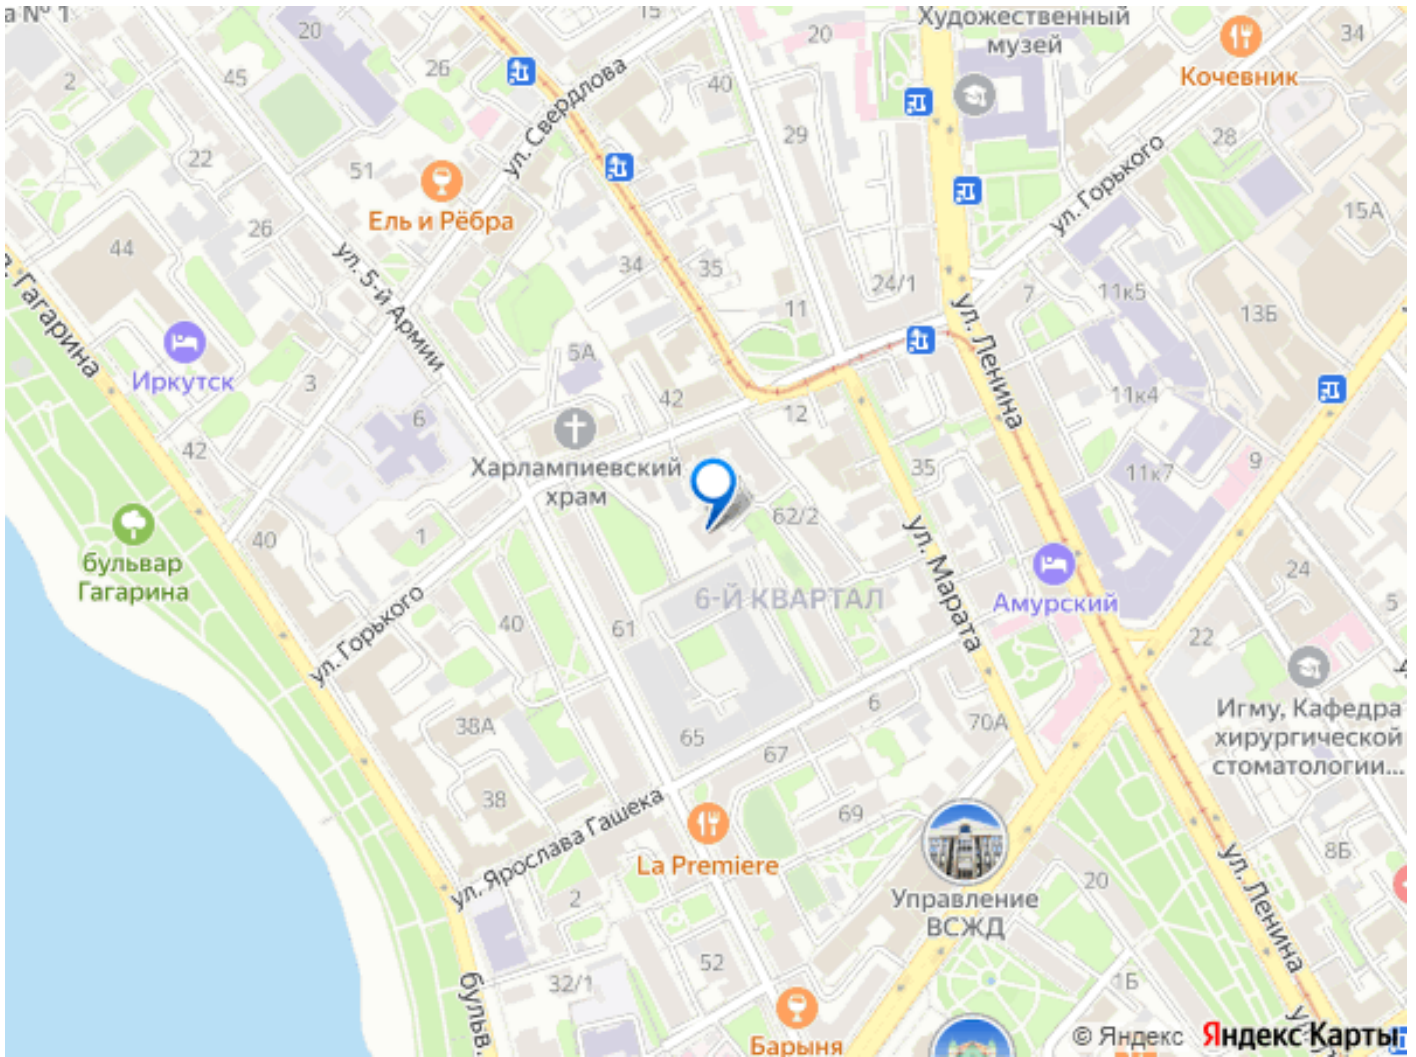 а № 1
15
20
20
26
45
2
40
Художественный
музей
34
Кочевник
ул. Свердлова
29
28
ул. Горького
22
51
Ель и Рёбра
26
44
34
35
15А
24/1
11
7
11к5
13Б
ул. 5-й Армии
Гагарина
Иркутск
3
5А
ул. Ленина
42
6
12
11к4
Харлампиевский
храм
42
35
11к7
9
62/2
ул. Марата
40
1
бульвар
Гагарина
6-Й КВАРТАЛ
Амурский
24
5
ул. Горького
40
61
22
6
Игму, Кафедра
хирургической
стоматологии...
38А
65
67
70А
38
ул. Ярослава Гашека
La Premiere
69
Управление
ВСЖД
20
8Б
ул. Ленина
2
52
32/1
бульв.
1Б
Барыня
© Яндекс
Яндекс Карты